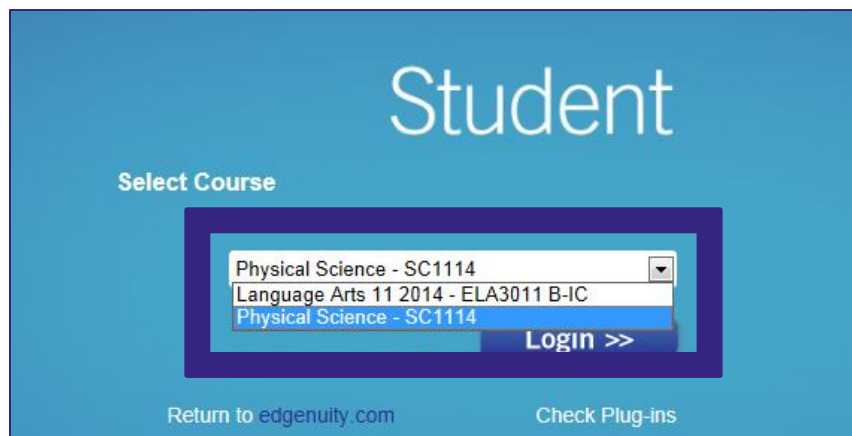 Student
Select Course
Physical Science - SC1114
Language Arts 11 2014 - ELA3011 B-IC
Physical Science - SC1114
Login >>
Return to edgenuity.com Check Plug-ins